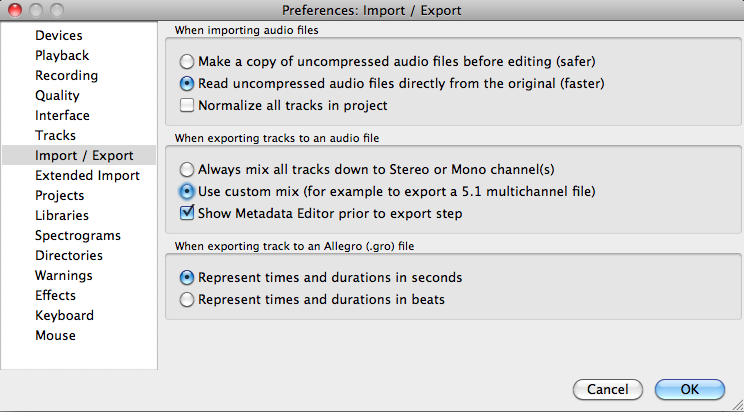 Preferences: Import / Export
Devices
Playback
Recording
Quality
Interface
Tracks
Import / Export
Extended Import
Projects
Libraries
Spectrograms
Directories
Warnings
Effects
Keyboard
Mouse
When importing audio files
Make a copy of uncompressed audio files before editing (safer)
Read uncompressed audio files directly from the original (faster)
Normalize all tracks in project
When exporting tracks to an audio file
Always mix all tracks down to Stereo or Mono channel(s)
Use custom mix (for example to export a 5.1 multichannel file)
Show Metadata Editor prior to export step
When exporting track to an Allegro (.gro) file
Represent times and durations in seconds
Represent times and durations in beats
Cancel
OK